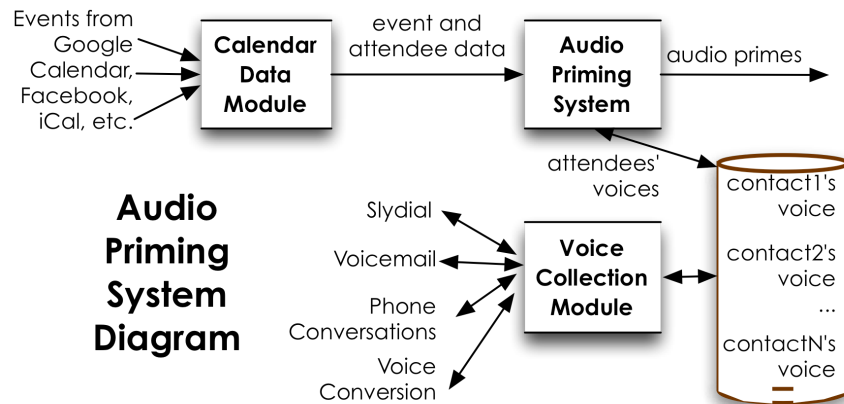 Events from
Google
Calendar,
Facebook,
iCal, etc.
Calendar
Data
Module
event and
attendee data
Audio
Priming
System
audio primes
attendees'
voices
contact1's
voice
contact2's
voice
...
contactN's
voice
Audio
Priming
System
Diagram
Slydial
Voicemail
Phone
Conversations
Voice
Conversion
Voice
Collection
Module